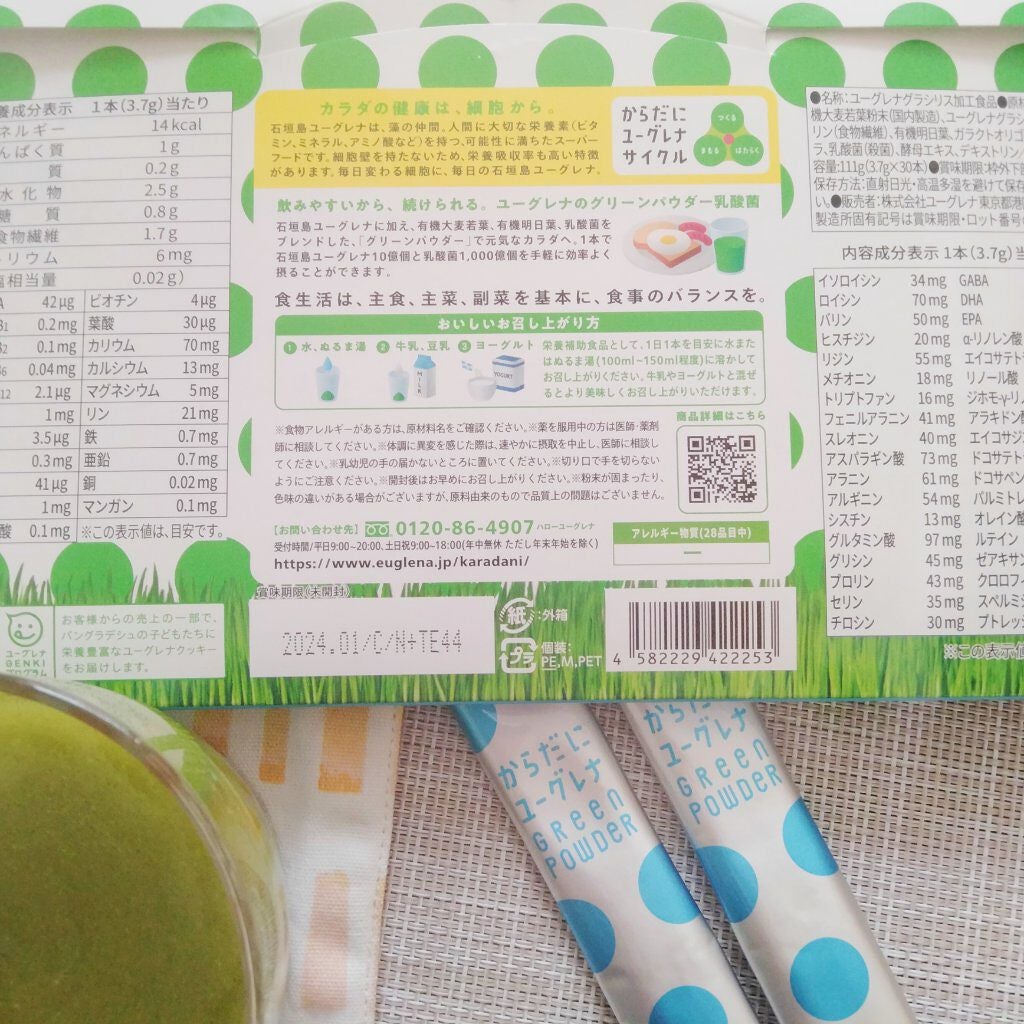 養成分表示 1本(3.7g)当たり
ネルギー 14kcal
んぱく質 1g
質 0.2g
水化物 2.5g
糖質 0.8g
食物繊維 1.7g
トリウム 6mg
塩相当量 0.02g)
A 42μg ビオチン 4μg
B1 0.2mg 葉酸 30μg
B2 0.1mg カリウム 70mg
B6 0.04mg カルシウム 13mg
B12 2.1μg マグネシウム 5mg
1mg リン 21mg
3.5μg 鉄 0.7mg
0.3mg 亜鉛 0.7mg
41μg 銅 0.02mg
1mg マンガン 0.1mg
酸 0.1mg ※この表示値は、目安です。
カラダの健康は、細胞から。
石垣島ユーグレナは、藻の仲間。人間に大切な栄養素(ビタ
ミン、ミネラル、アミノ酸など)を持つ、可能性に満ちたスーパー
フードです。細胞壁を持たないため、栄養吸収率も高い特徴
があります。毎日変わる細胞に、毎日の石垣島ユーグレナ。
からだに
ユーグレナ
サイクル
つくる
まもる
はたらく
飲みやすいから、続けられる。ユーグレナのグリーンパウダー乳酸菌
石垣島ユーグレナに加え、有機大麦若葉、有機明日葉、乳酸菌を
ブレンドした、「グリーンパウダー」で元気なカラダへ。1本で
石垣島ユーグレナ10億個と乳酸菌1,000億個を手軽に効率よく
摂ることができます。
食生活は、主食、主菜、副菜を基本に、食事のバランスを。
おいしいお召し上がり方
1 水、ぬるま湯 2 牛乳、豆乳 3 ヨーグルト
MILK
YOGURT
栄養補助食品として、1日1本を目安に水また
はぬるま湯(100ml~150ml程度)に溶かして
お召し上がりください。牛乳やヨーグルトと混ぜ
るとより美味しくお召し上がりいただけます。
※食物アレルギーがある方は、原材料名をご確認ください。※薬を服用中の方は医師・薬剤
師に相談してください。※体調に異変を感じた際は、速やかに摂取を中止し、医師に相談し
てください。※乳幼児の手の届かないところに置いてください。※切り口で手を切らない
ようにご注意ください。※開封後はお早めにお召し上がりください。※粉末が固まったり、
色味の違いがある場合がございますが、原料由来のもので品質上の問題はございません。
商品詳細はこちら
【お問い合わせ先】 0120-86-4907 ハローユーグレナ
受付時間/平日9:00~20:00、土日祝9:00~18:00(年中無休 ただし年末年始を除く)
https://www.euglena.jp/karadani/
アレルギー物質(28品目中)
ー
●名称:ユーグレナグラシリス加工食品●原材
機大麦若葉粉末(国内製造)、ユーグレナグラシ
リン(食物繊維)、有機明日葉、ガラクトオリゴ
ラ、乳酸菌(殺菌)、酵母エキス、デキストリン/
容量:111g(3.7g×30本)●賞味期限:枠外下部
保存方法:直射日光・高温多湿を避けて保存
い。●販売者:株式会社ユーグレナ東京都港
製造所固有記号は賞味期限・ロット番号
内容成分表示 1本(3.7g)当
イソロイシン 34mg GABA
ロイシン 70mg DHA
バリン 50mg EPA
ヒスチジン 20mg α-リノレン酸
リジン 55mg エイコサテト
メチオニン 18mg リノール酸
トリプトファン 16mg ジホモ-γ-リノ
フェニルアラニン 41mg アラキドン酸
スレオニン 40mg エイコサジ
アスパラギン酸 73mg ドコサテト
アラニン 61mg ドコサペン
アルギニン 54mg パルミトレ
シスチン 13mg オレイン酸
グルタミン酸 97mg ルテイン
グリシン 45mg ゼアキサン
プロリン 43mg クロロフィ
セリン 35mg スペルミジ
チロシン 30mg プトレッシ
※この表示値
ユーグレナ
GENKI
プログラム
お客様からの売上の一部で、
バングラデシュの子どもたちに
栄養豊富なユーグレナクッキー
をお届けします。
賞味期限(未開封)
2024.01/C/N+TE44
紙 :外箱
プラ 個装:
PE,M,PET
4 582229 422253
からだに
ユーグレナ
GReen
POWDER
からだに
ユーグレナ
GReen
POWDER